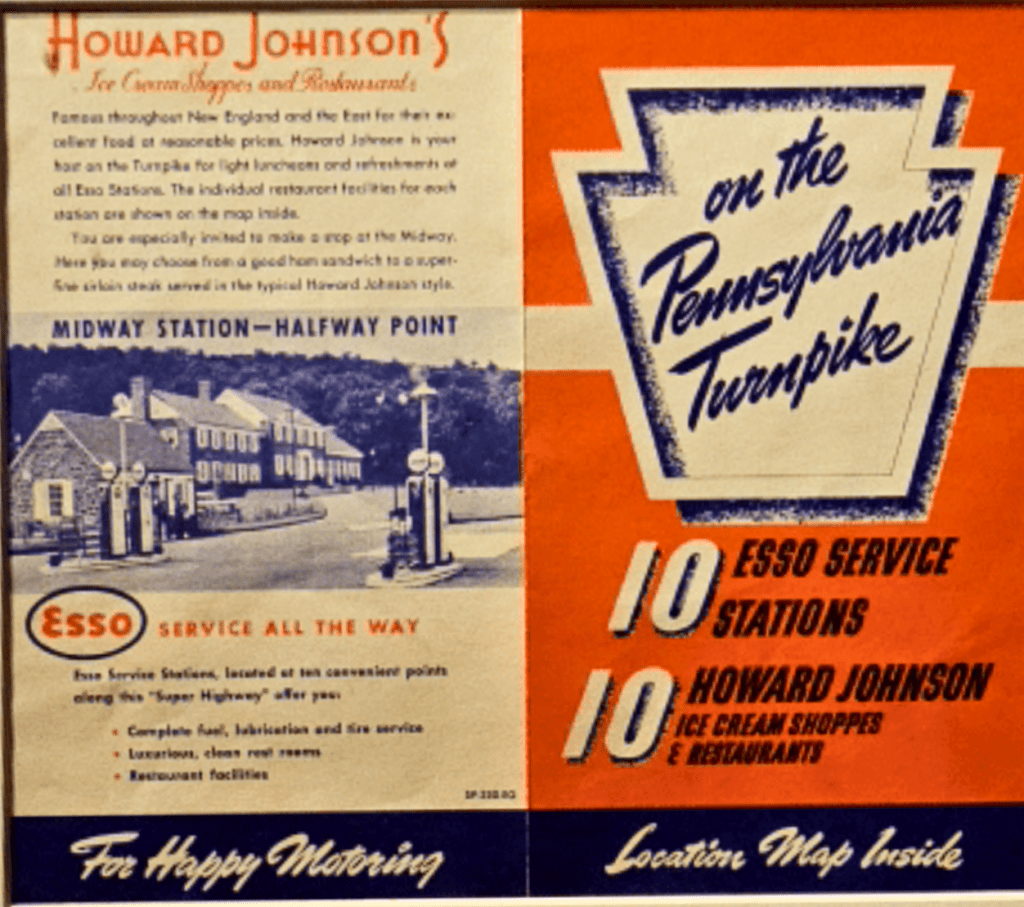 HOWARD JOHNSON'S
Ice Cream Shoppes and Restaurants
Famous throughout New England and the East for their ex-
cellent food at reasonable prices, Howard Johnson is your
host on the Turnpike for light luncheons and refreshments at
all Esso Stations. The individual restaurant facilities for each
station are shown on the map inside.
You are especially invited to make a stop at the Midway.
Here you may choose from a good ham sandwich to a super-
fine sirloin steak served in the typical Howard Johnson style.
MIDWAY STATION—HALFWAY POINT
Esso SERVICE ALL THE WAY
Esso Service Stations, located at ten convenient points
along this "Super Highway" offer you:
• Complete fuel, lubrication and tire service
• Luxurious, clean rest rooms
• Restaurant facilities
For Happy Motoring
on the
Pennsylvania
Turnpike
10 ESSO SERVICE
STATIONS
10 HOWARD JOHNSON
ICE CREAM SHOPPES
& RESTAURANTS
Location Map Inside